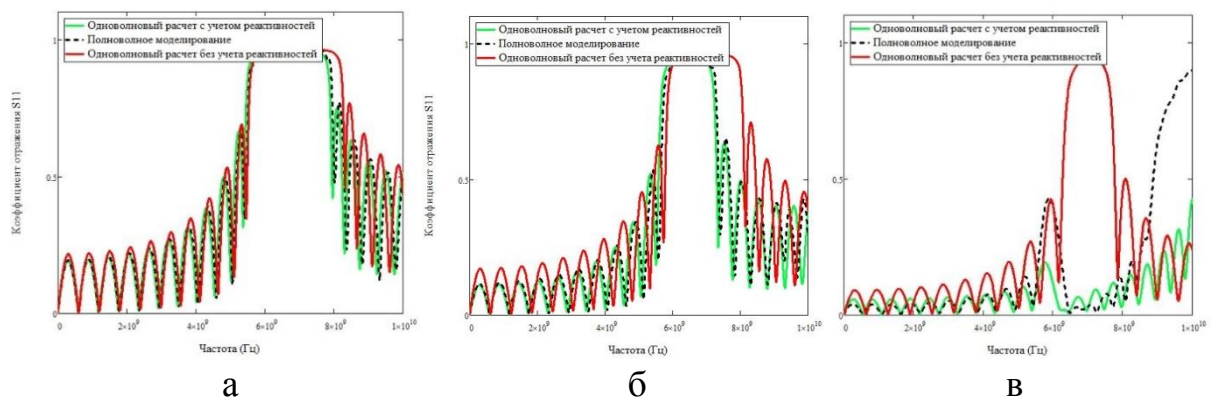 Одноволновый расчет с учетом реактивностей
Полноволное моделирование
Одноволновый расчет без учета реактивностей
Коэффициент отражения S11
1
0.5
0
0 2×10⁹ 4×10⁹ 6×10⁹ 8×10⁹ 1×10¹⁰
Частота (Гц)
а
Одноволновый расчет с учетом реактивностей
Полноволное моделирование
Одноволновый расчет без учета реактивностей
Коэффициент отражения S11
1
0.5
0
0 2×10⁹ 4×10⁹ 6×10⁹ 8×10⁹ 1×10¹⁰
Частота (Гц)
б
Одноволновый расчет с учетом реактивностей
Полноволное моделирование
Одноволновый расчет без учета реактивностей
1
0.5
0
0 2×10⁹ 4×10⁹ 6×10⁹ 8×10⁹ 1×10¹⁰
Частота (Гц)
в